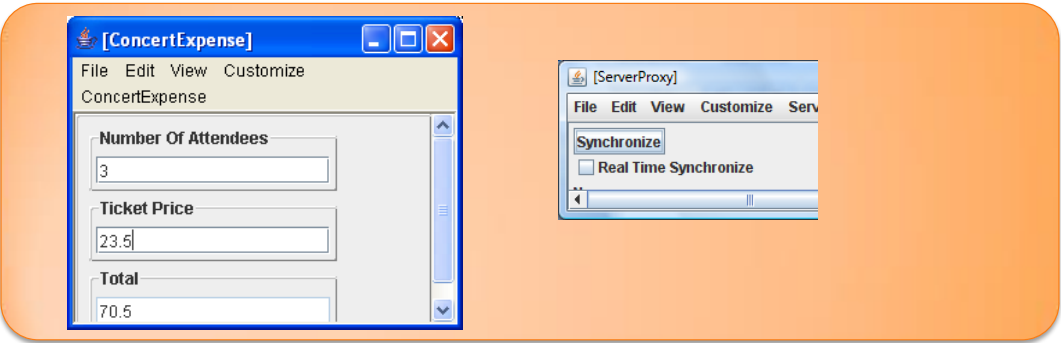 [ConcertExpense]
File Edit View Customize
ConcertExpense
Number Of Attendees
3
Ticket Price
23.5
Total
70.5
[ServerProxy]
File Edit View Customize
Synchronize
Real Time Synchronize